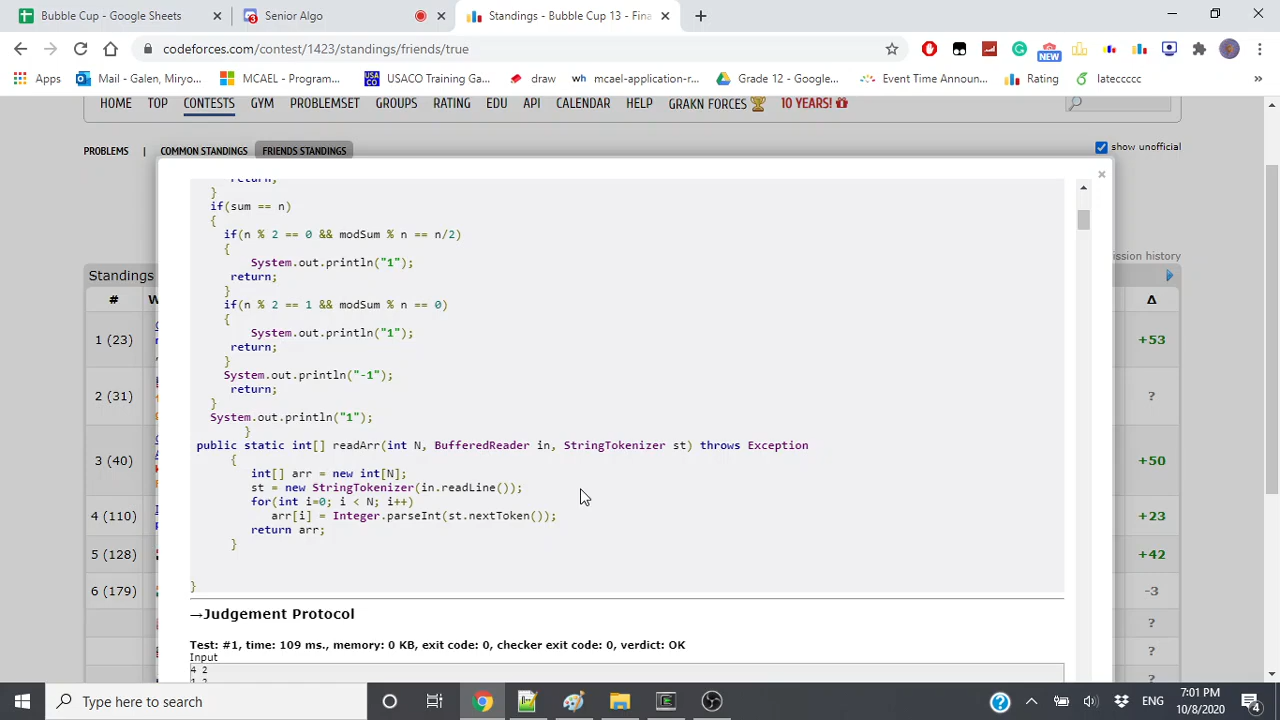 Bubble Cup - Google Sheets
Senior Algo
Standings - Bubble Cup 13 - Fina
codeforces.com/contest/1423/standings/friends/true
NEW
Apps
Mail - Galen, Miryo...
MCAEL - Program...
USACO Training Ga...
draw
mcael-application-r...
Grade 12 - Google...
Event Time Announ...
Rating
lateccccc
»
HOME TOP CONTESTS GYM PROBLEMSET GROUPS RATING EDU API CALENDAR HELP GRAKN FORCES 10 YEARS!
PROBLEMS | COMMON STANDINGS FRIENDS STANDINGS
show unofficial
return;
}
if(sum == n)
{
if(n % 2 == 0 && modSum % n == n/2)
{
System.out.println("1");
return;
}
if(n % 2 == 1 && modSum % n == 0)
{
System.out.println("1");
return;
}
System.out.println("-1");
return;
}
System.out.println("1");
}
public static int[] readArr(int N, BufferedReader in, StringTokenizer st) throws Exception
{
int[] arr = new int[N];
st = new StringTokenizer(in.readLine());
for(int i=0; i < N; i++)
arr[i] = Integer.parseInt(st.nextToken());
return arr;
}
}
→Judgement Protocol
Test: #1, time: 109 ms., memory: 0 KB, exit code: 0, checker exit code: 0, verdict: OK
Input
4 2
Standings
ission history
# W
Δ
1 (23)
+53
2 (31)
?
3 (40)
+50
4 (110)
+23
5 (128)
+42
6 (179)
-3
?
?
?
Type here to search
ENG
7:01 PM
10/8/2020
4